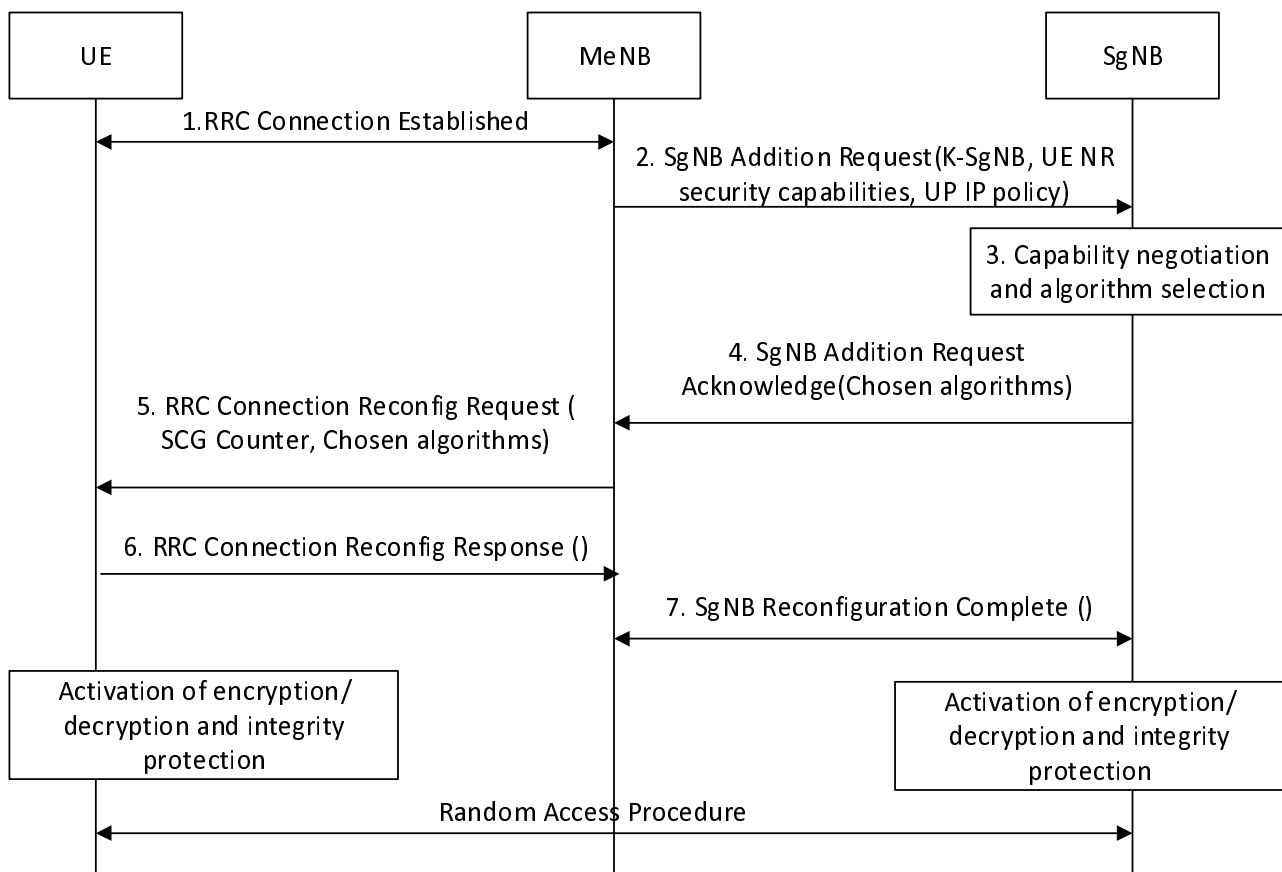 UE
MeNB
SgNB
1.RRC Connection Established
2. SgNB Addition Request(K-SgNB, UE NR
security capabilities, UP IP policy)
3. Capability negotiation
and algorithm selection
4. SgNB Addition Request
Acknowledge(Chosen algorithms)
5. RRC Connection Reconfig Request (
SCG Counter, Chosen algorithms)
6. RRC Connection Reconfig Response ()
7. SgNB Reconfiguration Complete ()
Activation of encryption/
decryption and integrity
protection
Activation of encryption/
decryption and integrity
protection
Random Access Procedure